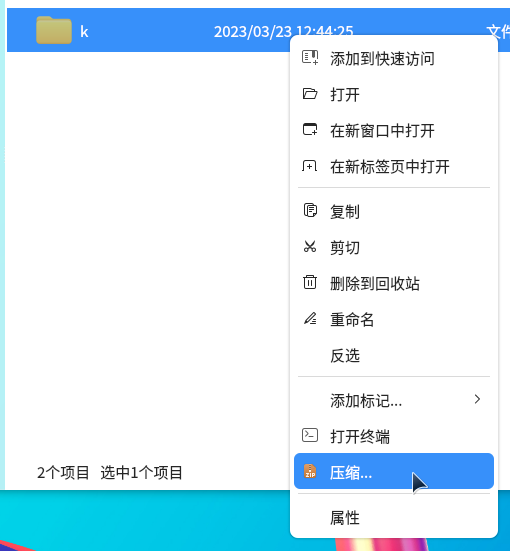 k 2023/03/23 12:44:25 文件
添加到快速访问
打开
在新窗口中打开
在新标签页中打开
复制
剪切
删除到回收站
重命名
反选
添加标记...
打开终端
2个项目 选中1个项目
ZIP 压缩...
属性